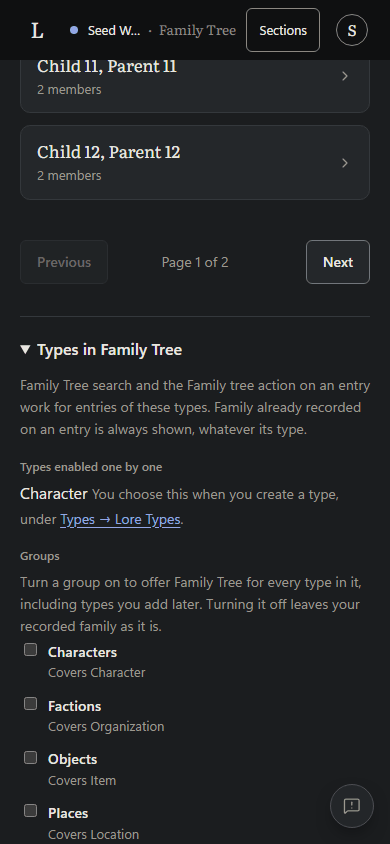 L
Seed W... · Family Tree
Sections
S
Child 11, Parent 11
2 members
Child 12, Parent 12
2 members
Previous
Page 1 of 2
Next
Types in Family Tree
Family Tree search and the Family tree action on an entry
work for entries of these types. Family already recorded
on an entry is always shown, whatever its type.
Types enabled one by one
Character You choose this when you create a type,
under Types → Lore Types.
Groups
Turn a group on to offer Family Tree for every type in it,
including types you add later. Turning it off leaves your
recorded family as it is.
Characters
Covers Character
Factions
Covers Organization
Objects
Covers Item
Places
Covers Location